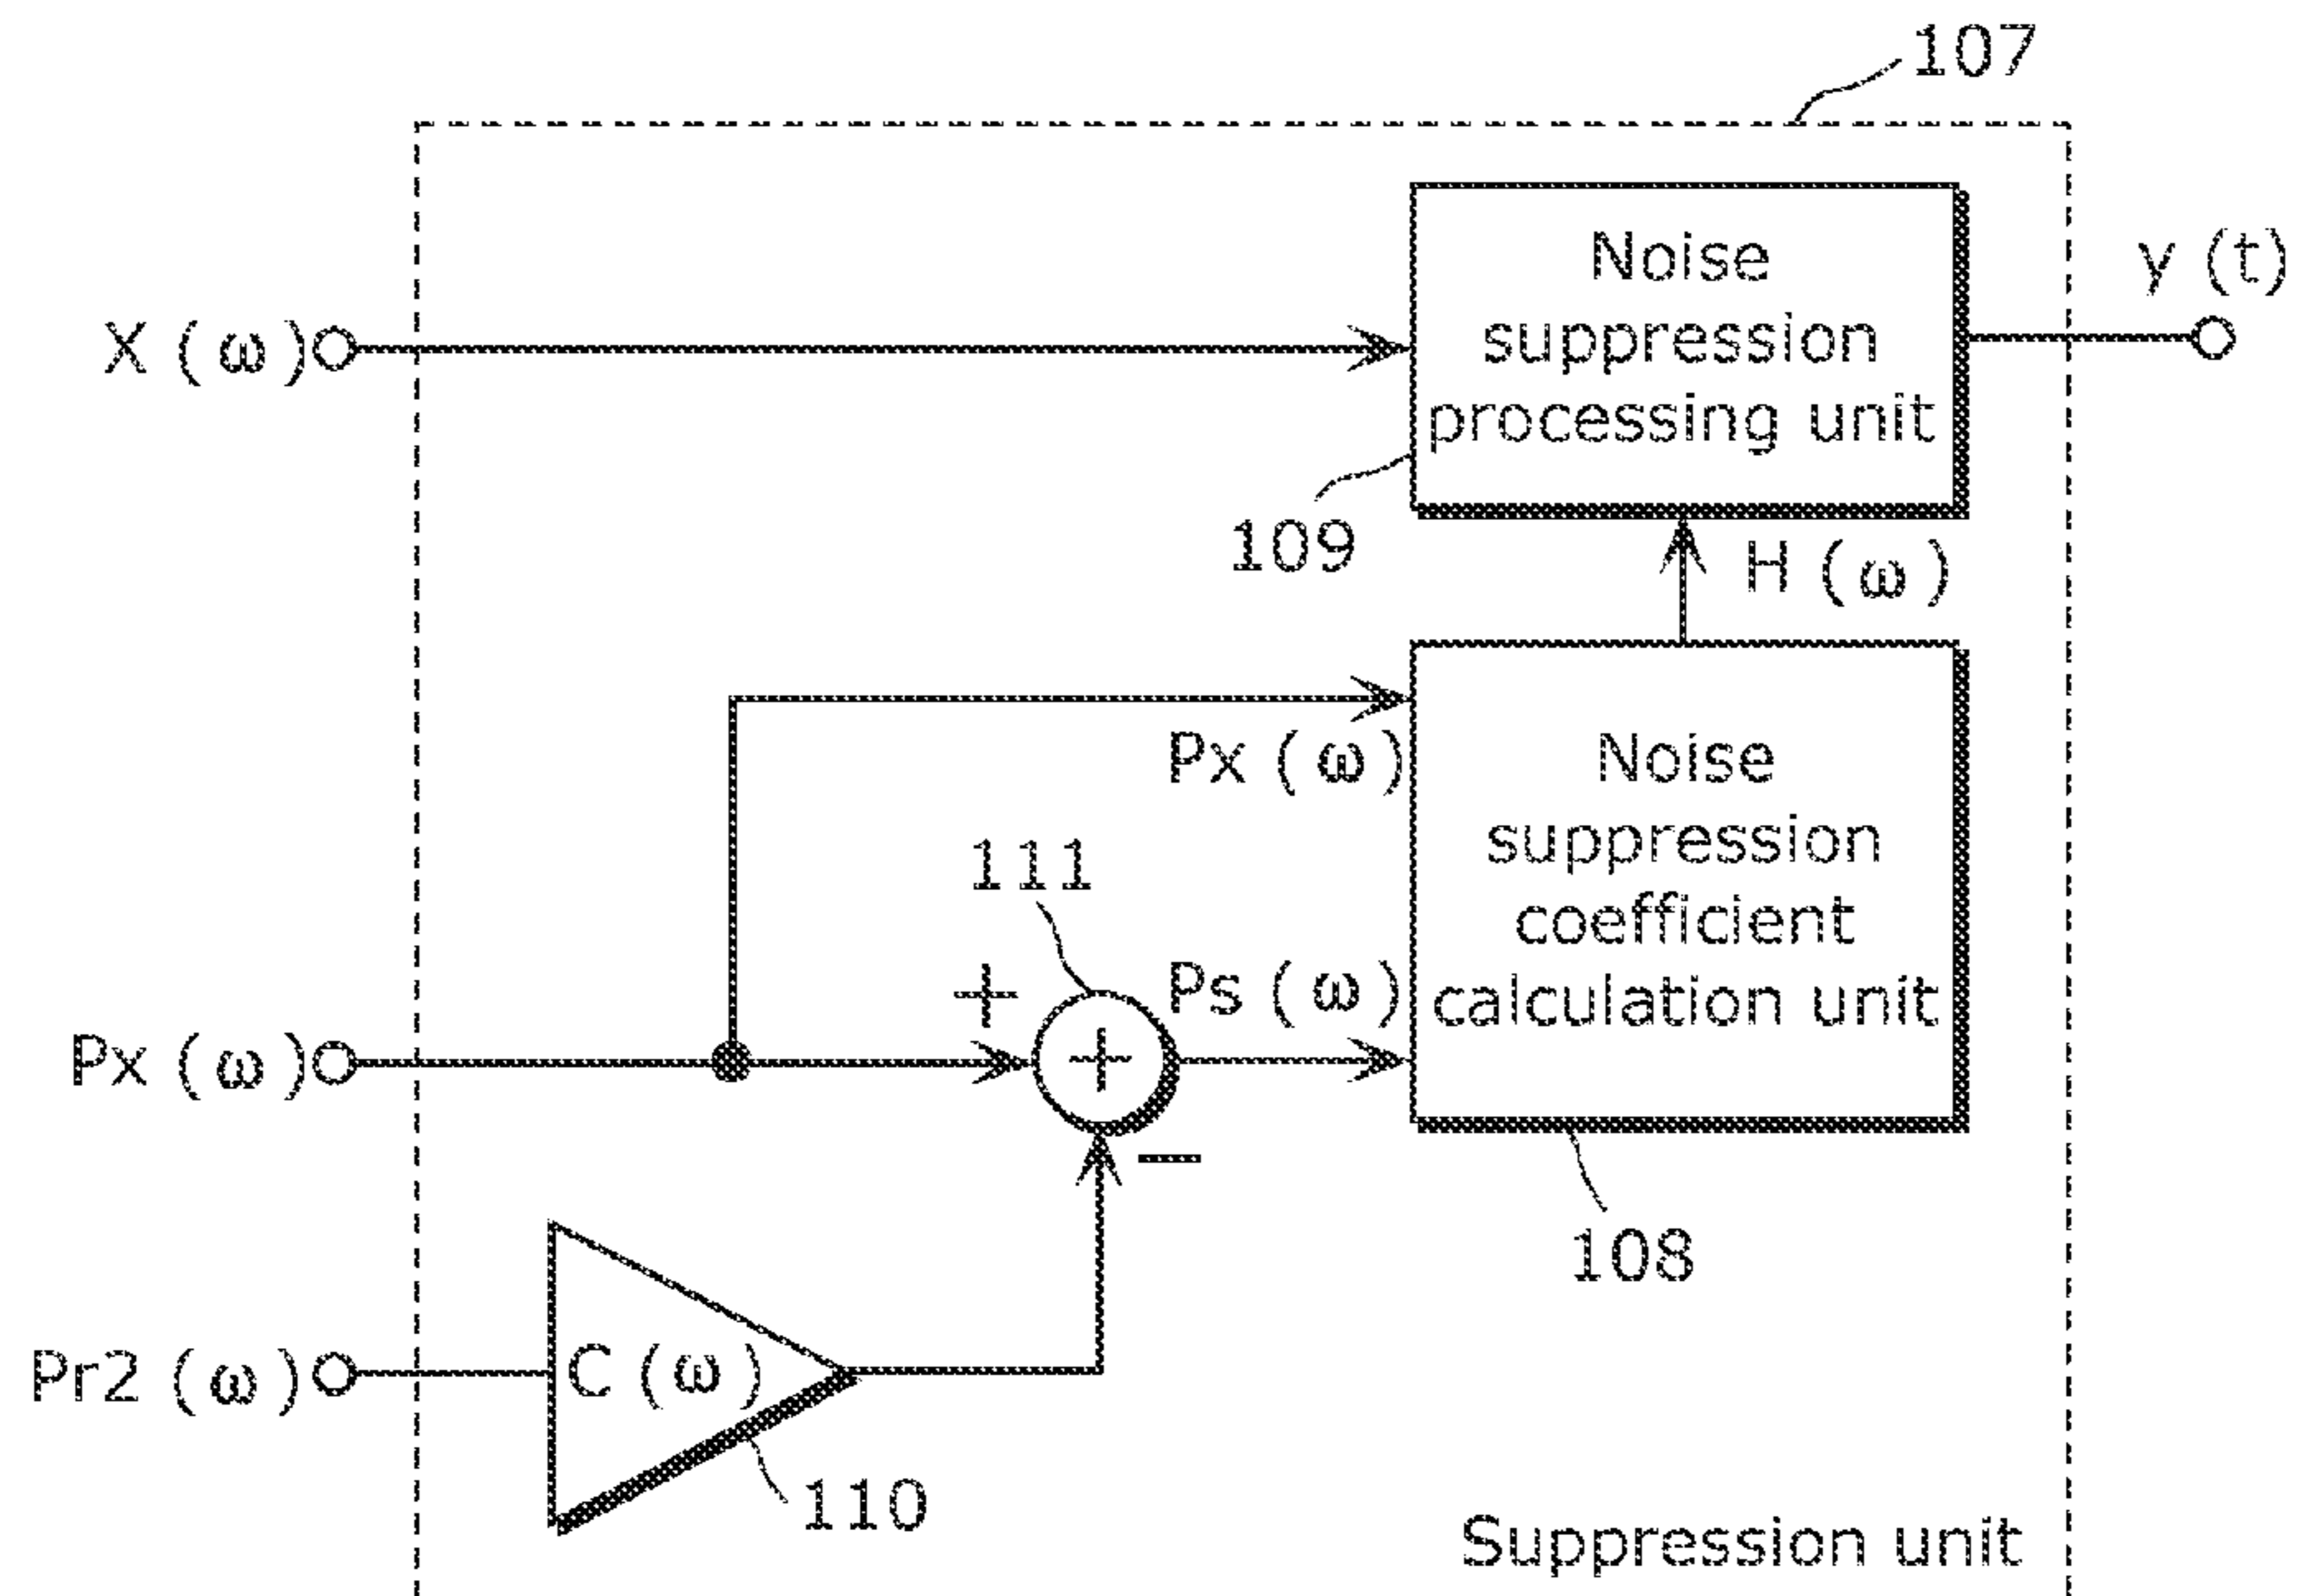 107
Noise
suppression
processing unit
y (t)
X (ω)
109
H (ω)
Px (ω)
Noise
suppression
coefficient
calculation unit
111
+
Ps (ω)
Px (ω)
+
−
108
Pr2 (ω)
C (ω)
110
Suppression unit